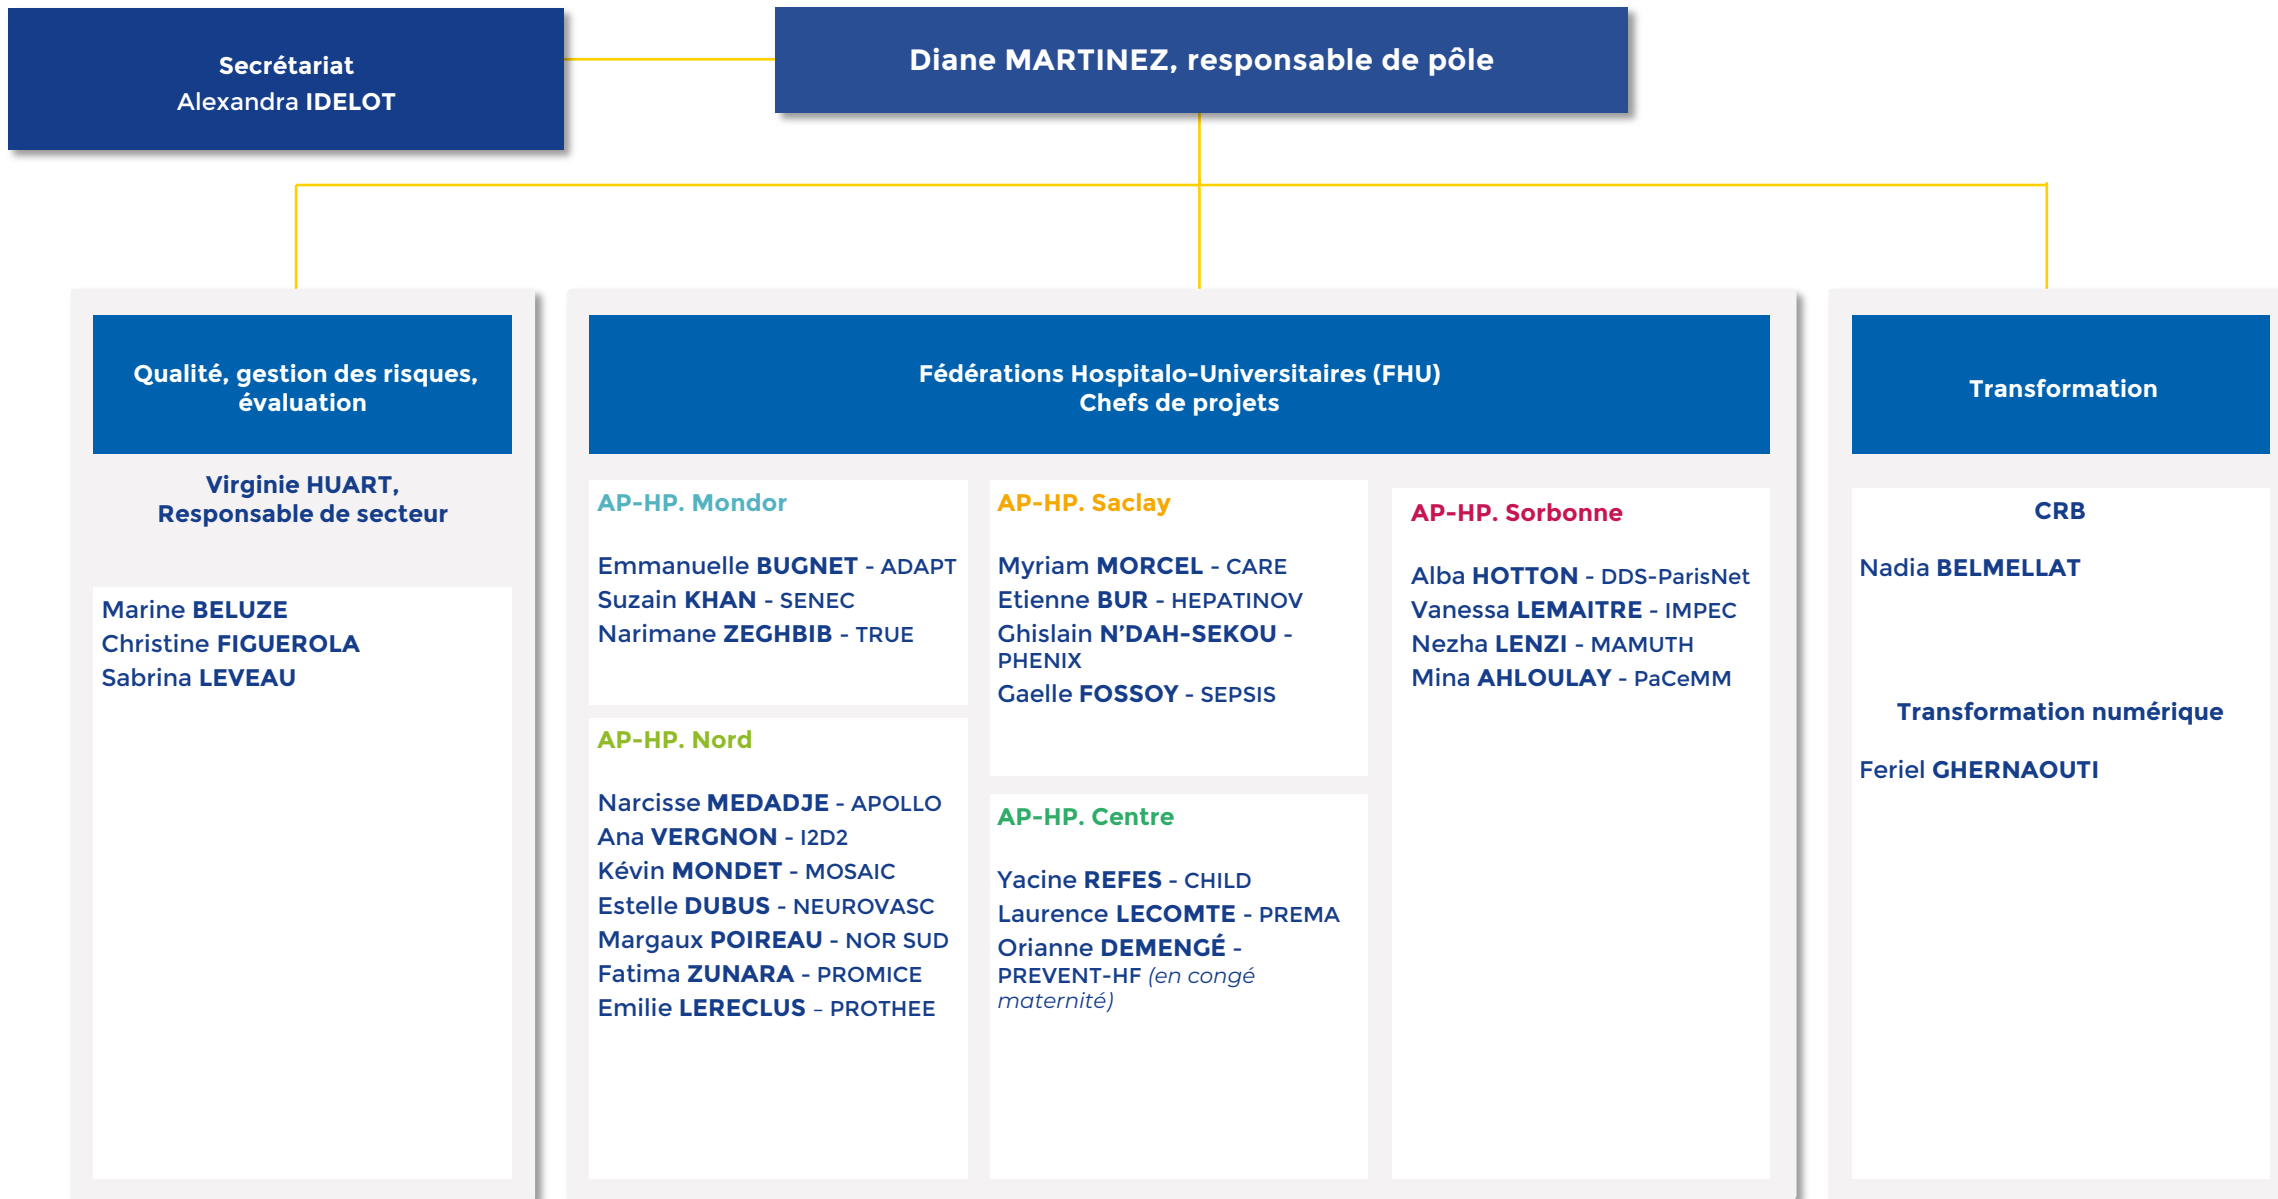 Secrétariat
Alexandra IDELOT
Diane MARTINEZ, responsable de pôle
Qualité, gestion des risques,
évaluation
Virginie HUART,
Responsable de secteur
Marine BELUZE
Christine FIGUEROLA
Sabrina LEVEAU
Fédérations Hospitalo-Universitaires (FHU)
Chefs de projets
AP-HP. Mondor
Emmanuelle BUGNET - ADAPT
Suzain KHAN - SENEC
Narimane ZEGHBIB - TRUE
AP-HP. Nord
Narcisse MEDADJE - APOLLO
Ana VERGNON - I2D2
Kévin MONDET - MOSAIC
Estelle DUBUS - NEUROVASC
Margaux POIREAU - NOR SUD
Fatima ZUNARA - PROMICE
Emilie LERECLUS – PROTHEE
AP-HP. Saclay
Myriam MORCEL - CARE
Etienne BUR - HEPATINOV
Ghislain N’DAH-SEKOU -
PHENIX
Gaelle FOSSOY - SEPSIS
AP-HP. Centre
Yacine REFES - CHILD
Laurence LECOMTE - PREMA
Orianne DEMENGÉ -
PREVENT-HF (en congé
maternité)
AP-HP. Sorbonne
Alba HOTTON - DDS-ParisNet
Vanessa LEMAITRE - IMPEC
Nezha LENZI - MAMUTH
Mina AHLOULAY - PaCeMM
Transformation
CRB
Nadia BELMELLAT
Transformation numérique
Feriel GHERNAOUTI